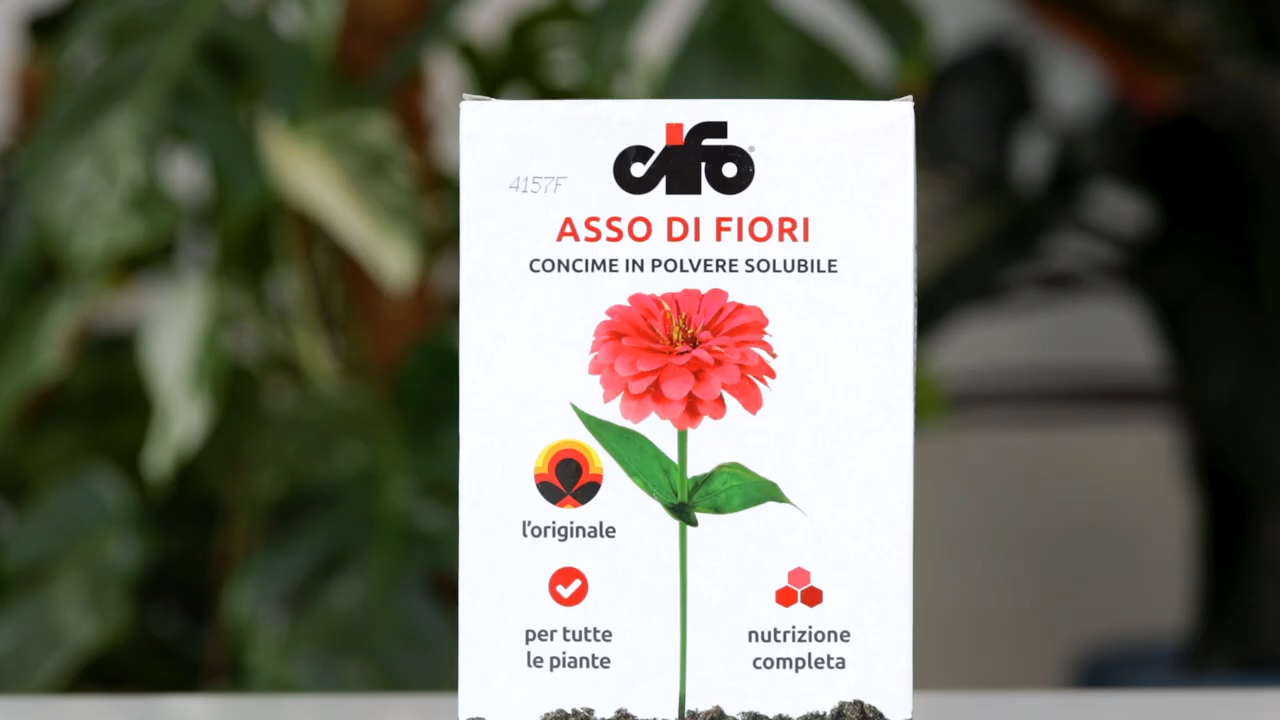 cifo®
4157F
ASSO DI FIORI
CONCIME IN POLVERE SOLUBILE
l'originale
per tutte
le piante
nutrizione
completa